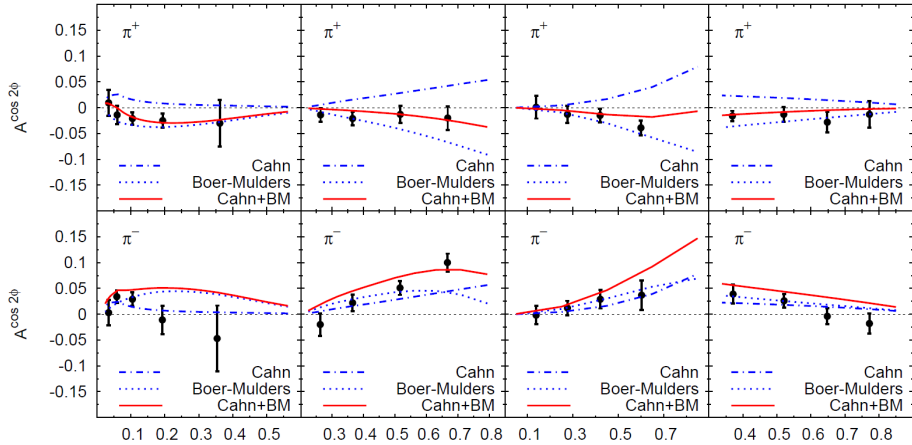 0.15
0.1
0.05
0
-0.05
-0.1
-0.15
A^cos 2ϕ
π+
Cahn
Boer-Mulders
Cahn+BM
π+
Cahn
Boer-Mulders
Cahn+BM
π+
Cahn
Boer-Mulders
Cahn+BM
π+
Cahn
Boer-Mulders
Cahn+BM
0.15
0.1
0.05
0
-0.05
-0.1
-0.15
A^cos 2ϕ
π−
Cahn
Boer-Mulders
Cahn+BM
π−
Cahn
Boer-Mulders
Cahn+BM
π−
Cahn
Boer-Mulders
Cahn+BM
π−
Cahn
Boer-Mulders
Cahn+BM
0.1 0.2 0.3 0.4 0.5
0.3 0.4 0.5 0.6 0.7 0.8
0.1 0.3 0.5 0.7
0.4 0.5 0.6 0.7 0.8 0.9